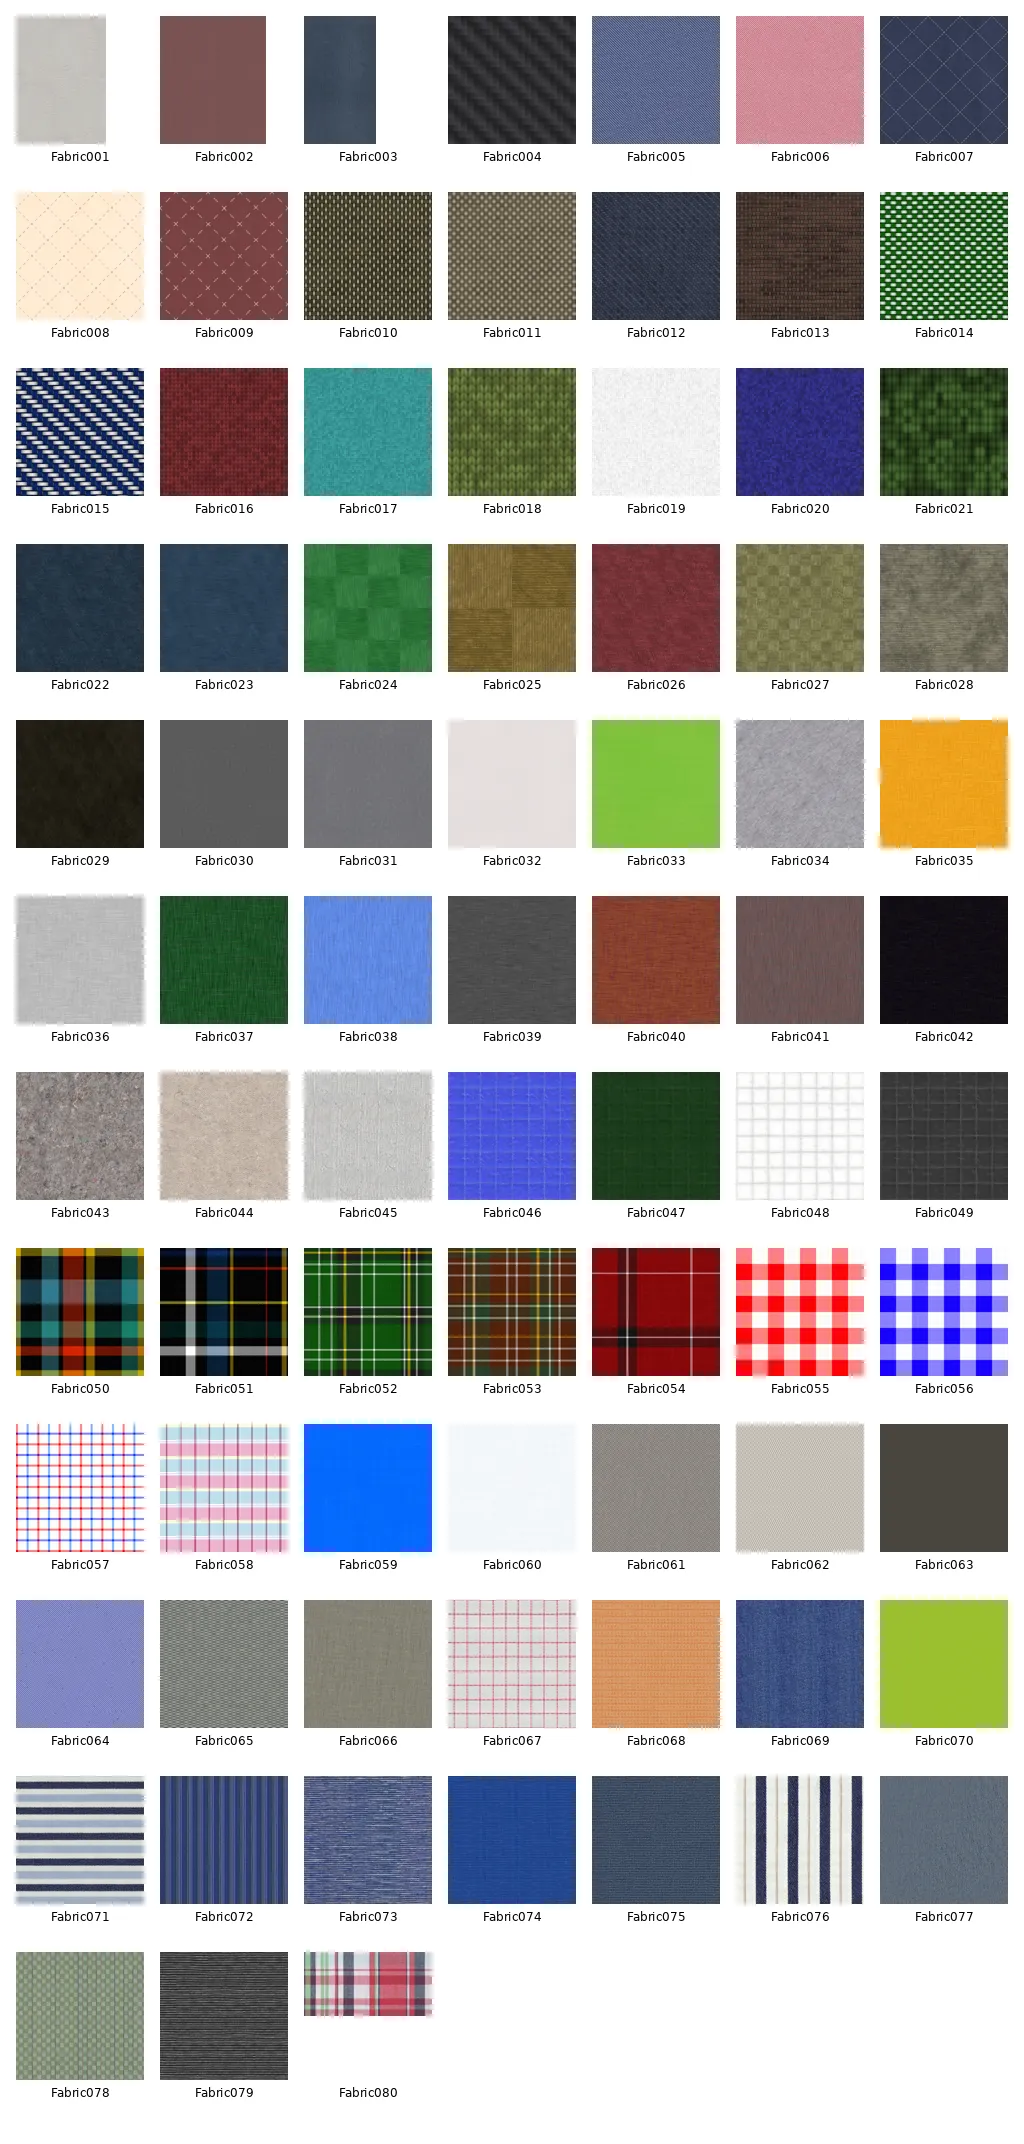 Fabric001 Fabric002 Fabric003 Fabric004 Fabric005 Fabric006 Fabric007
Fabric008 Fabric009 Fabric010 Fabric011 Fabric012 Fabric013 Fabric014
Fabric015 Fabric016 Fabric017 Fabric018 Fabric019 Fabric020 Fabric021
Fabric022 Fabric023 Fabric024 Fabric025 Fabric026 Fabric027 Fabric028
Fabric029 Fabric030 Fabric031 Fabric032 Fabric033 Fabric034 Fabric035
Fabric036 Fabric037 Fabric038 Fabric039 Fabric040 Fabric041 Fabric042
Fabric043 Fabric044 Fabric045 Fabric046 Fabric047 Fabric048 Fabric049
Fabric050 Fabric051 Fabric052 Fabric053 Fabric054 Fabric055 Fabric056
Fabric057 Fabric058 Fabric059 Fabric060 Fabric061 Fabric062 Fabric063
Fabric064 Fabric065 Fabric066 Fabric067 Fabric068 Fabric069 Fabric070
Fabric071 Fabric072 Fabric073 Fabric074 Fabric075 Fabric076 Fabric077
Fabric078 Fabric079 Fabric080